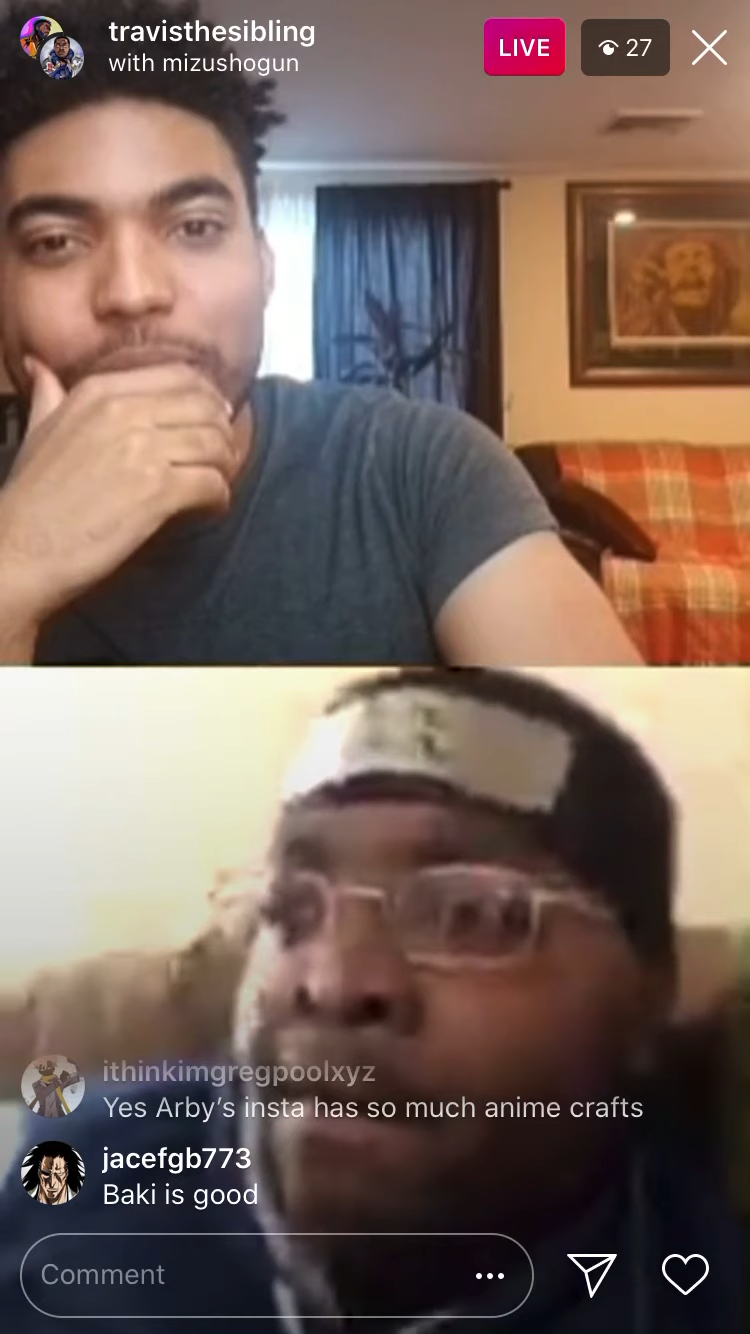 travisthesibling
with mizushogun
LIVE
27
ithinkimgregpoolxyz
Yes Arby’s insta has so much anime crafts
jacefgb773
Baki is good
Comment